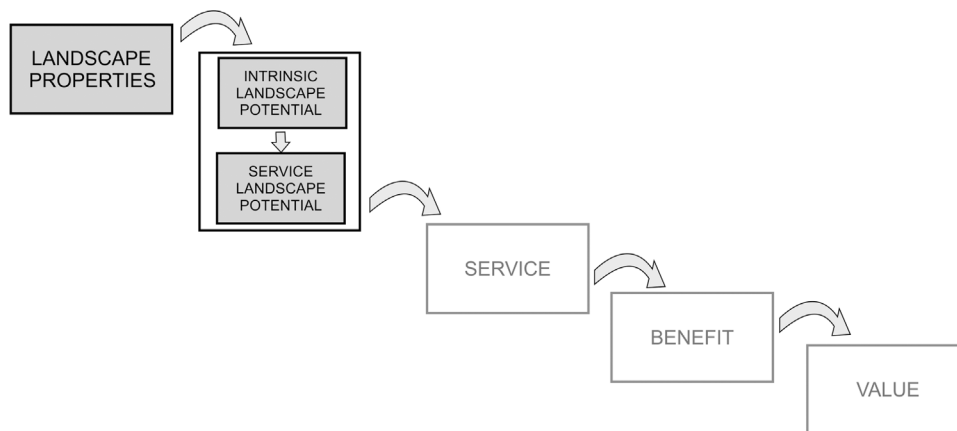 LANDSCAPE
PROPERTIES
INTRINSIC
LANDSCAPE
POTENTIAL
SERVICE
LANDSCAPE
POTENTIAL
SERVICE
BENEFIT
VALUE